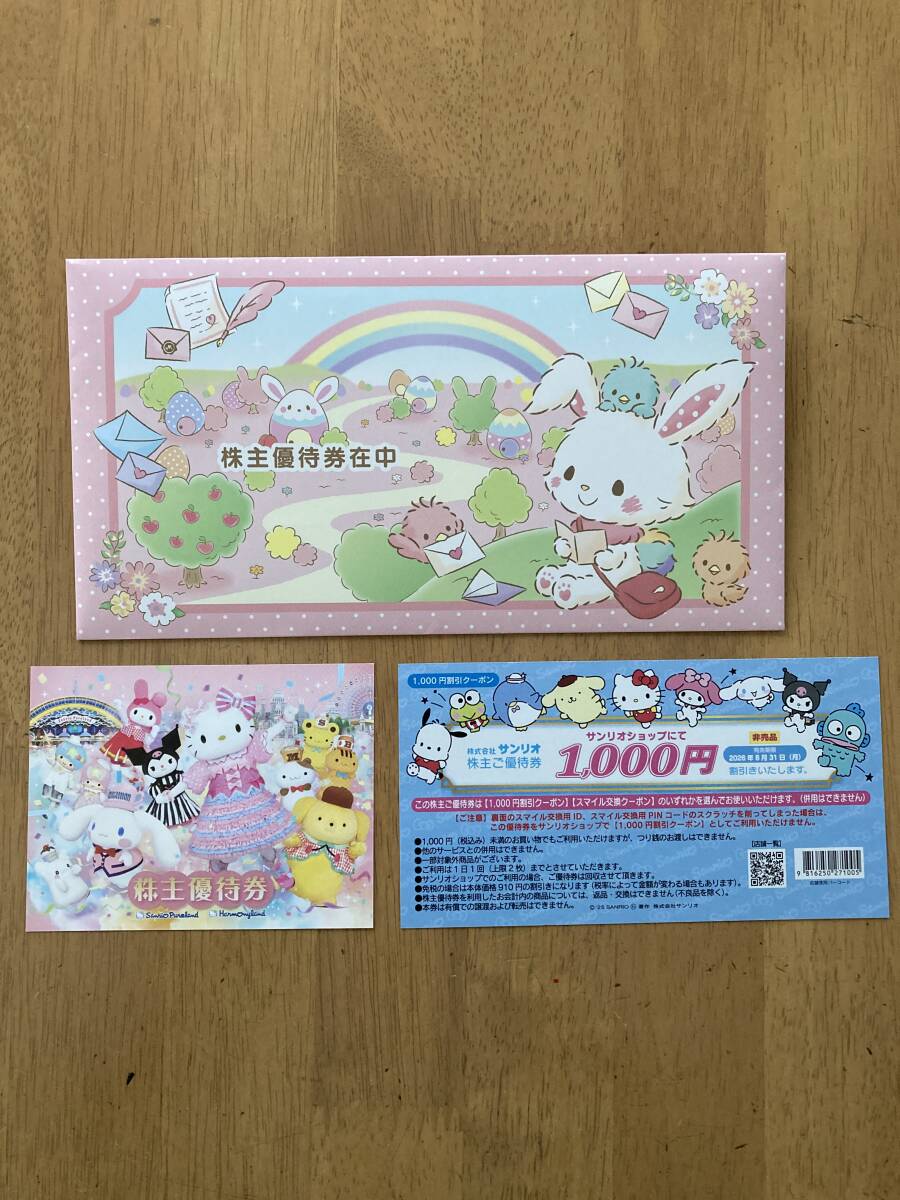 株主優待券在中
株主優待券
Sanrio Puroland Harmonyland
1,000円割引クーポン
株式会社 サンリオ
株主ご優待券
サンリオショップにて
1,000円
非売品
有効期限
2026年8月31日(月)
割引きいたします。
この株主ご優待券は【1,000円割引クーポン】【スマイル交換クーポン】のいずれかを選んでお使いいただけます。(併用はできません)
【ご注意】裏面のスマイル交換用ID、スマイル交換用PINコードのスクラッチを削ってしまった場合は、
この優待券をサンリオショップで【1,000円割引クーポン】としてご利用いただけません。
●1,000円(税込み)未満のお買い物でもご利用いただけますが、つり銭のお渡しはできません。
●他のサービスとの併用はできません。
●一部対象外商品がございます。
●ご利用は1日1回(上限2枚)までとさせていただきます。
●サンリオショップでのご利用の場合、ご優待券は回収させて頂きます。
●免税の場合は本体価格910円の割引きになります(税率によって金額が変わる場合もあります)。
●株主優待券を利用したお会計内の商品については、返品・交換はできません(不良品を除く)。
●本券は有償での譲渡および転売はできません。
【店舗一覧】
9 816250 271005
店舗使用バーコード
©'25 SANRIO 著作 株式会社サンリオ